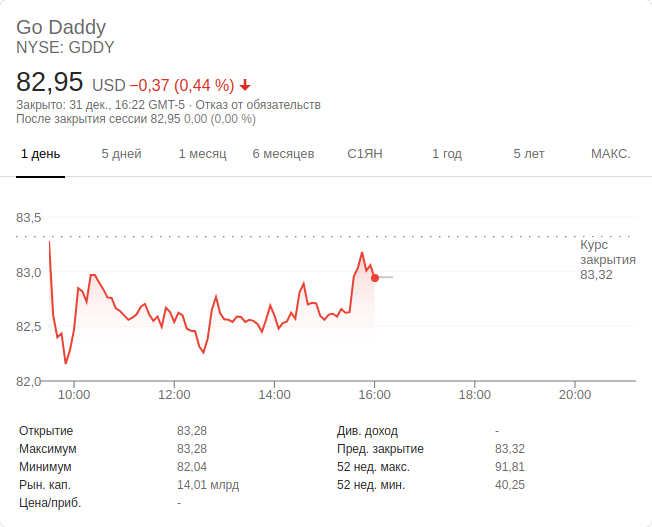 Go Daddy
NYSE: GDDY
82,95 USD −0,37 (0,44 %)
Закрыто: 31 дек., 16:22 GMT-5 · Отказ от обязательств
После закрытия сессии 82,95 0,00 (0,00 %)
1 день 5 дней 1 месяц 6 месяцев С1ЯН 1 год 5 лет МАКС.
83,5
Курс
закрытия
83,32
83,0
82,5
82,0
10:00 12:00 14:00 16:00 18:00 20:00
Открытие 83,28 Див. доход -
Максимум 83,28 Пред. закрытие 83,32
Минимум 82,04 52 нед. макс. 91,81
Рын. кап. 14,01 млрд 52 нед. мин. 40,25
Цена/приб. -